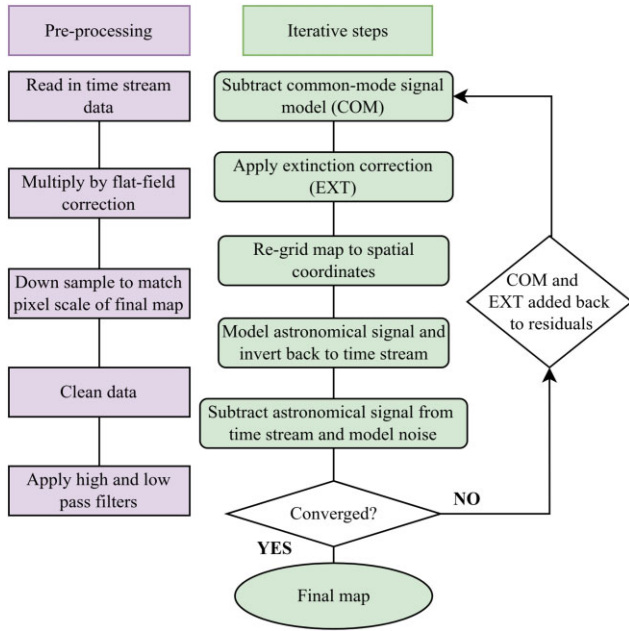 Pre-processing
Read in time stream
data
Multiply by flat-field
correction
Down sample to match
pixel scale of final map
Clean data
Apply high and low
pass filters
Iterative steps
Subtract common-mode signal
model (COM)
Apply extinction correction
(EXT)
Re-grid map to spatial
coordinates
Model astronomical signal and
invert back to time stream
Subtract astronomical signal from
time stream and model noise
Converged?
NO
COM and
EXT added back
to residuals
YES
Final map